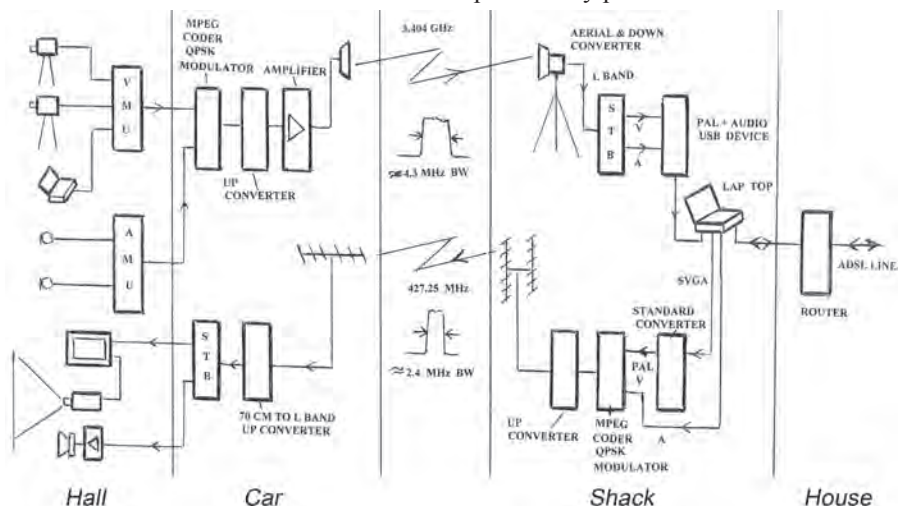 MPEG
CODER
QPSK
MODULATOR
AMPLIFIER
3.404 GHz
AERIAL & DOWN
CONVERTER
L BAND
V
M
U
S
T
B
V
A
PAL + AUDIO
USB DEVICE
UP
CONVERTER
≈4.3 MHz BW
LAP TOP
A
M
U
427.25 MHz
SVGA
ADSL LINE
ROUTER
STANDARD
CONVERTER
S
T
B
≈2.4 MHz BW
PAL
V
70 CM TO L BAND
UP CONVERTER
UP
CONVERTER
MPEG
CODER
QPSK
MODULATOR
A
Hall
Car
Shack
House